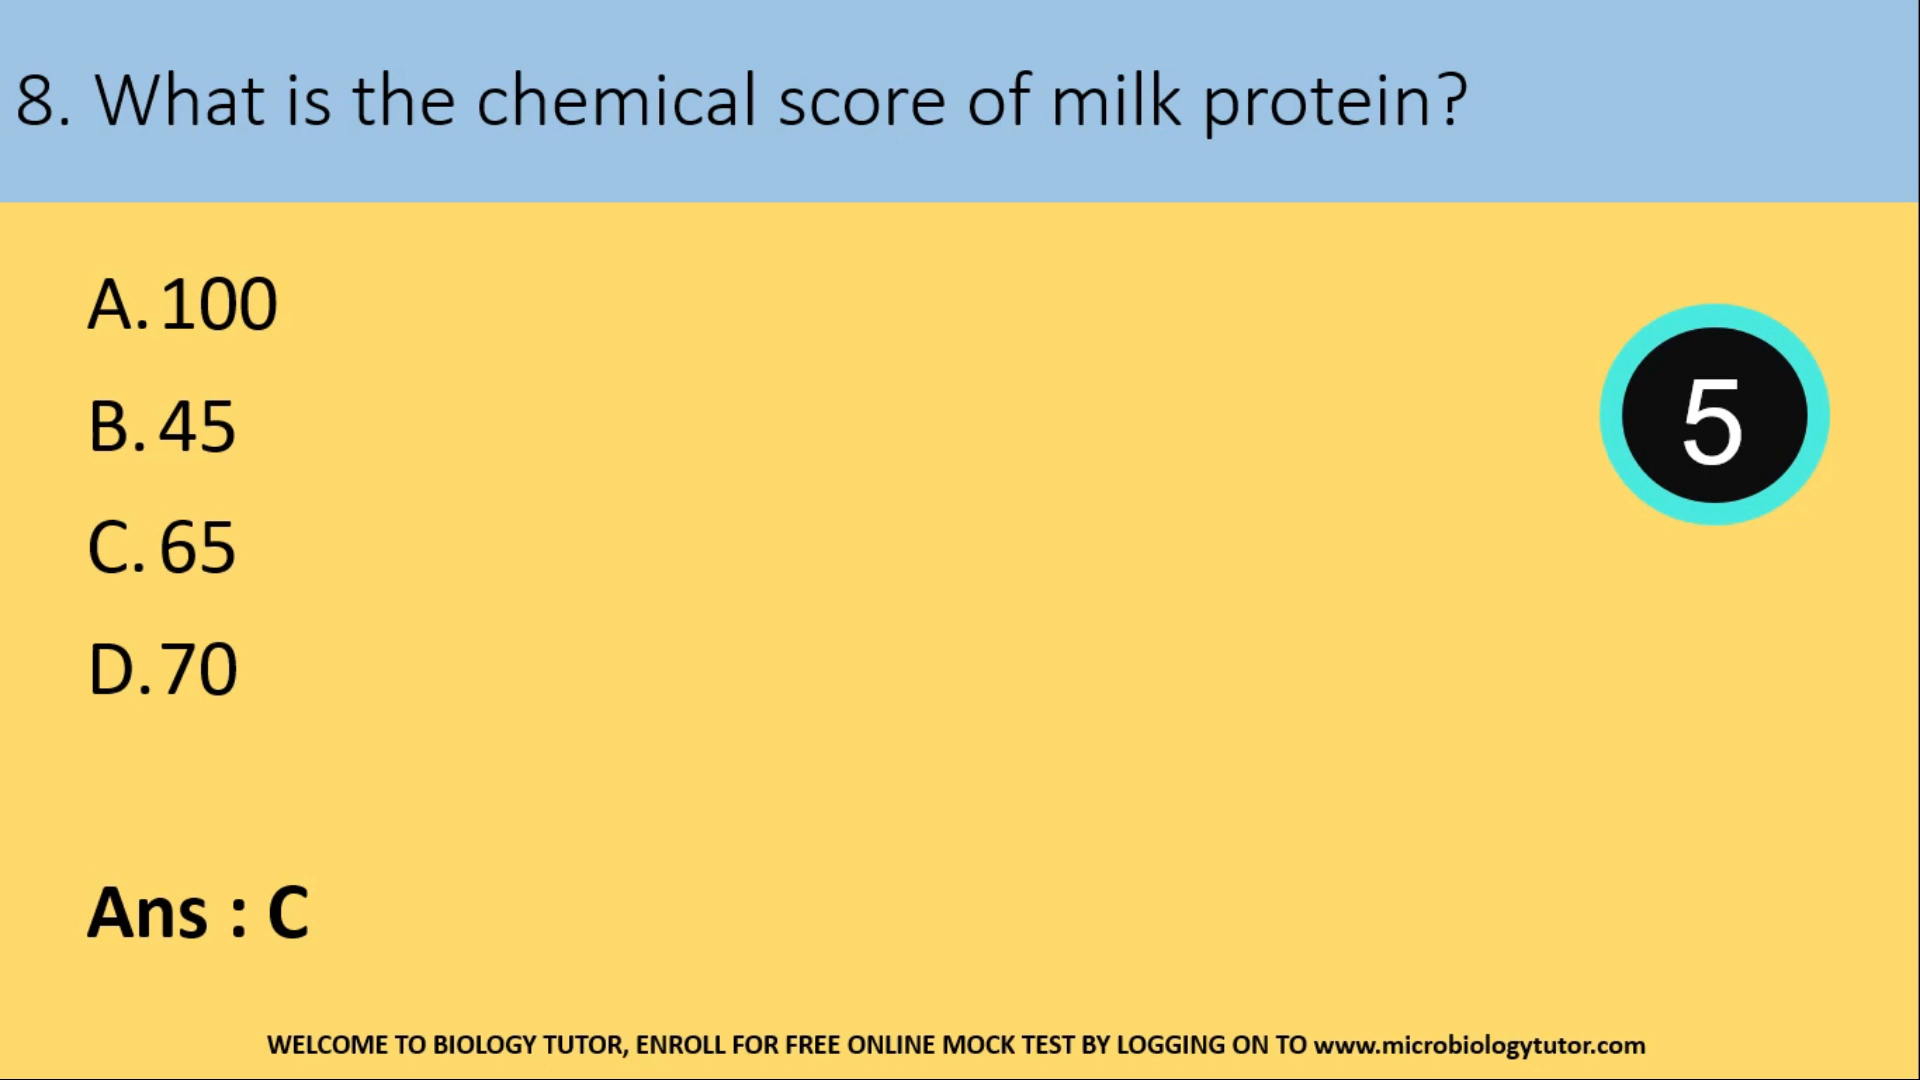 8. What is the chemical score of milk protein?
A. 100
B. 45
5
C. 65
D. 70
Ans : C
WELCOME TO BIOLOGY TUTOR, ENROLL FOR FREE ONLINE MOCK TEST BY LOGGING ON TO www.microbiologytutor.com